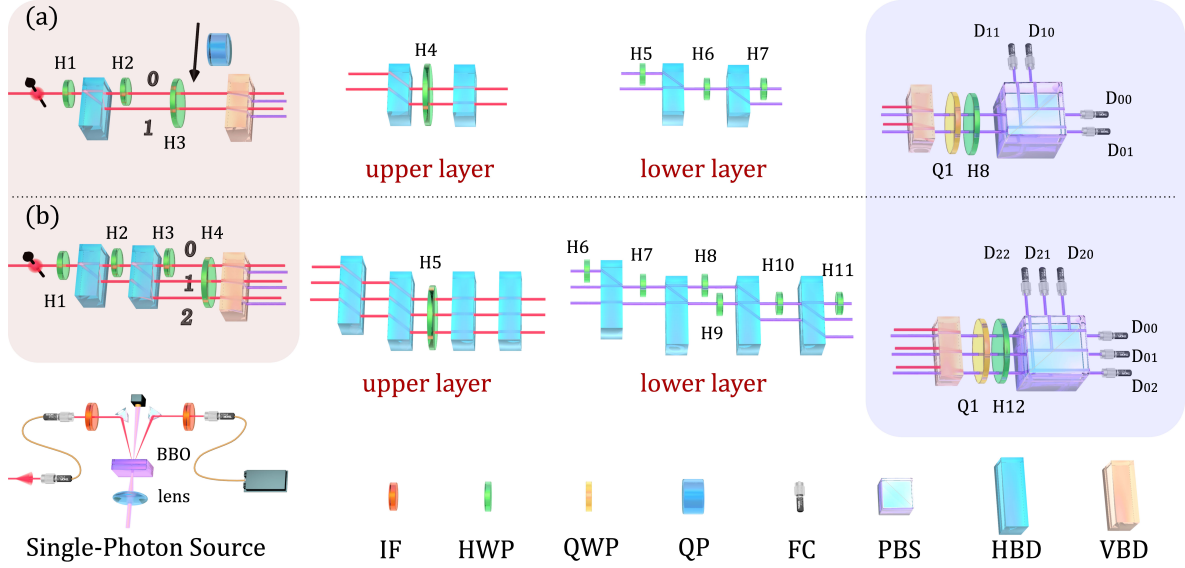 (a)
H1
H2
0
1
H3
H4
upper layer
H5
H6
H7
lower layer
D11
D10
D00
D01
Q1
H8
(b)
H1
H2
H3
H4
0
1
2
H5
upper layer
H6
H7
H8
H9
H10
H11
lower layer
D22
D21
D20
D00
D01
D02
Q1
H12
BBO
lens
Single-Photon Source
IF
HWP
QWP
QP
FC
PBS
HBD
VBD